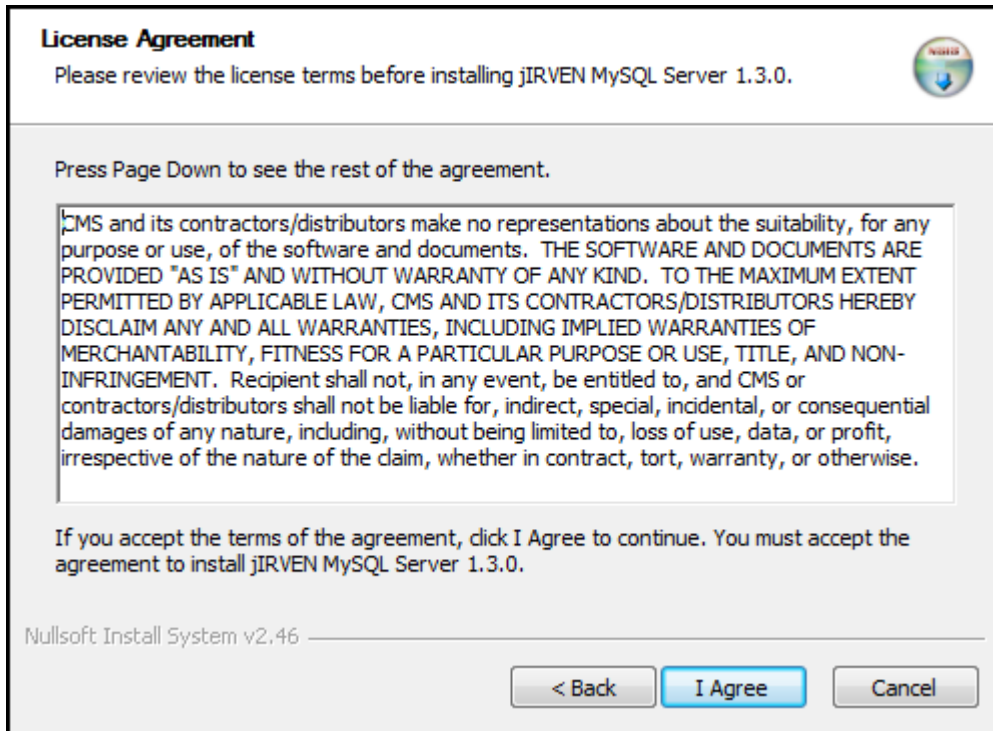 License Agreement
Please review the license terms before installing jIRVEN MySQL Server 1.3.0.
NSIS
Press Page Down to see the rest of the agreement.
CMS and its contractors/distributors make no representations about the suitability, for any
purpose or use, of the software and documents.  THE SOFTWARE AND DOCUMENTS ARE
PROVIDED "AS IS" AND WITHOUT WARRANTY OF ANY KIND.  TO THE MAXIMUM EXTENT
PERMITTED BY APPLICABLE LAW, CMS AND ITS CONTRACTORS/DISTRIBUTORS HEREBY
DISCLAIM ANY AND ALL WARRANTIES, INCLUDING IMPLIED WARRANTIES OF
MERCHANTABILITY, FITNESS FOR A PARTICULAR PURPOSE OR USE, TITLE, AND NON-
INFRINGEMENT.  Recipient shall not, in any event, be entitled to, and CMS or
contractors/distributors shall not be liable for, indirect, special, incidental, or consequential
damages of any nature, including, without being limited to, loss of use, data, or profit,
irrespective of the nature of the claim, whether in contract, tort, warranty, or otherwise.
If you accept the terms of the agreement, click I Agree to continue. You must accept the
agreement to install jIRVEN MySQL Server 1.3.0.
Nullsoft Install System v2.46
< Back I Agree Cancel